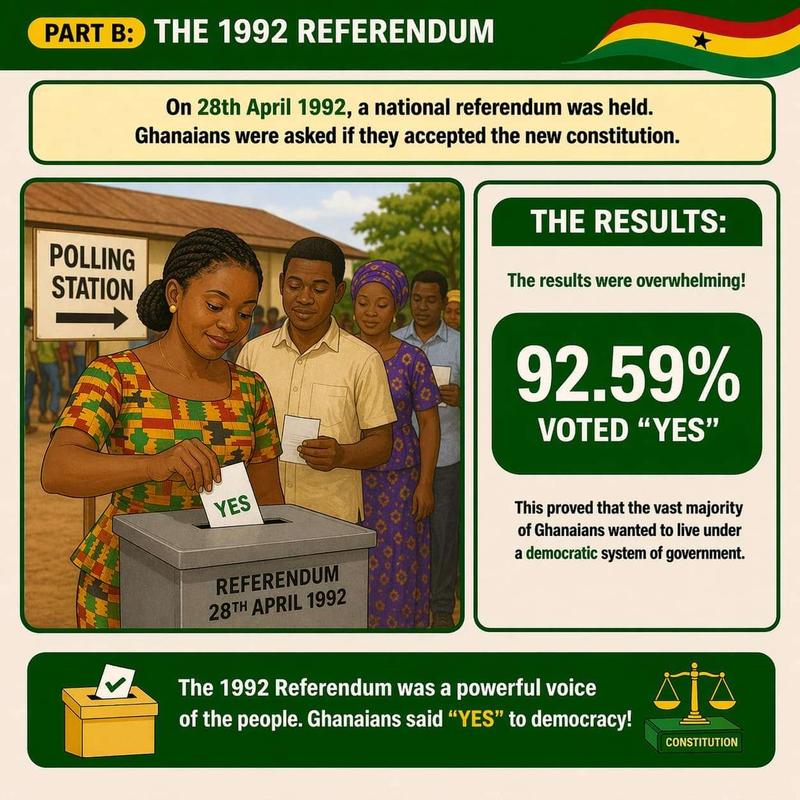 PART B: THE 1992 REFERENDUM
On 28th April 1992, a national referendum was held.
Ghanaians were asked if they accepted the new constitution.
POLLING
STATION
YES
REFERENDUM
28TH APRIL 1992
THE RESULTS:
The results were overwhelming!
92.59%
VOTED “YES”
This proved that the vast majority
of Ghanaians wanted to live under
a democratic system of government.
The 1992 Referendum was a powerful voice
of the people. Ghanaians said “YES” to democracy!
CONSTITUTION